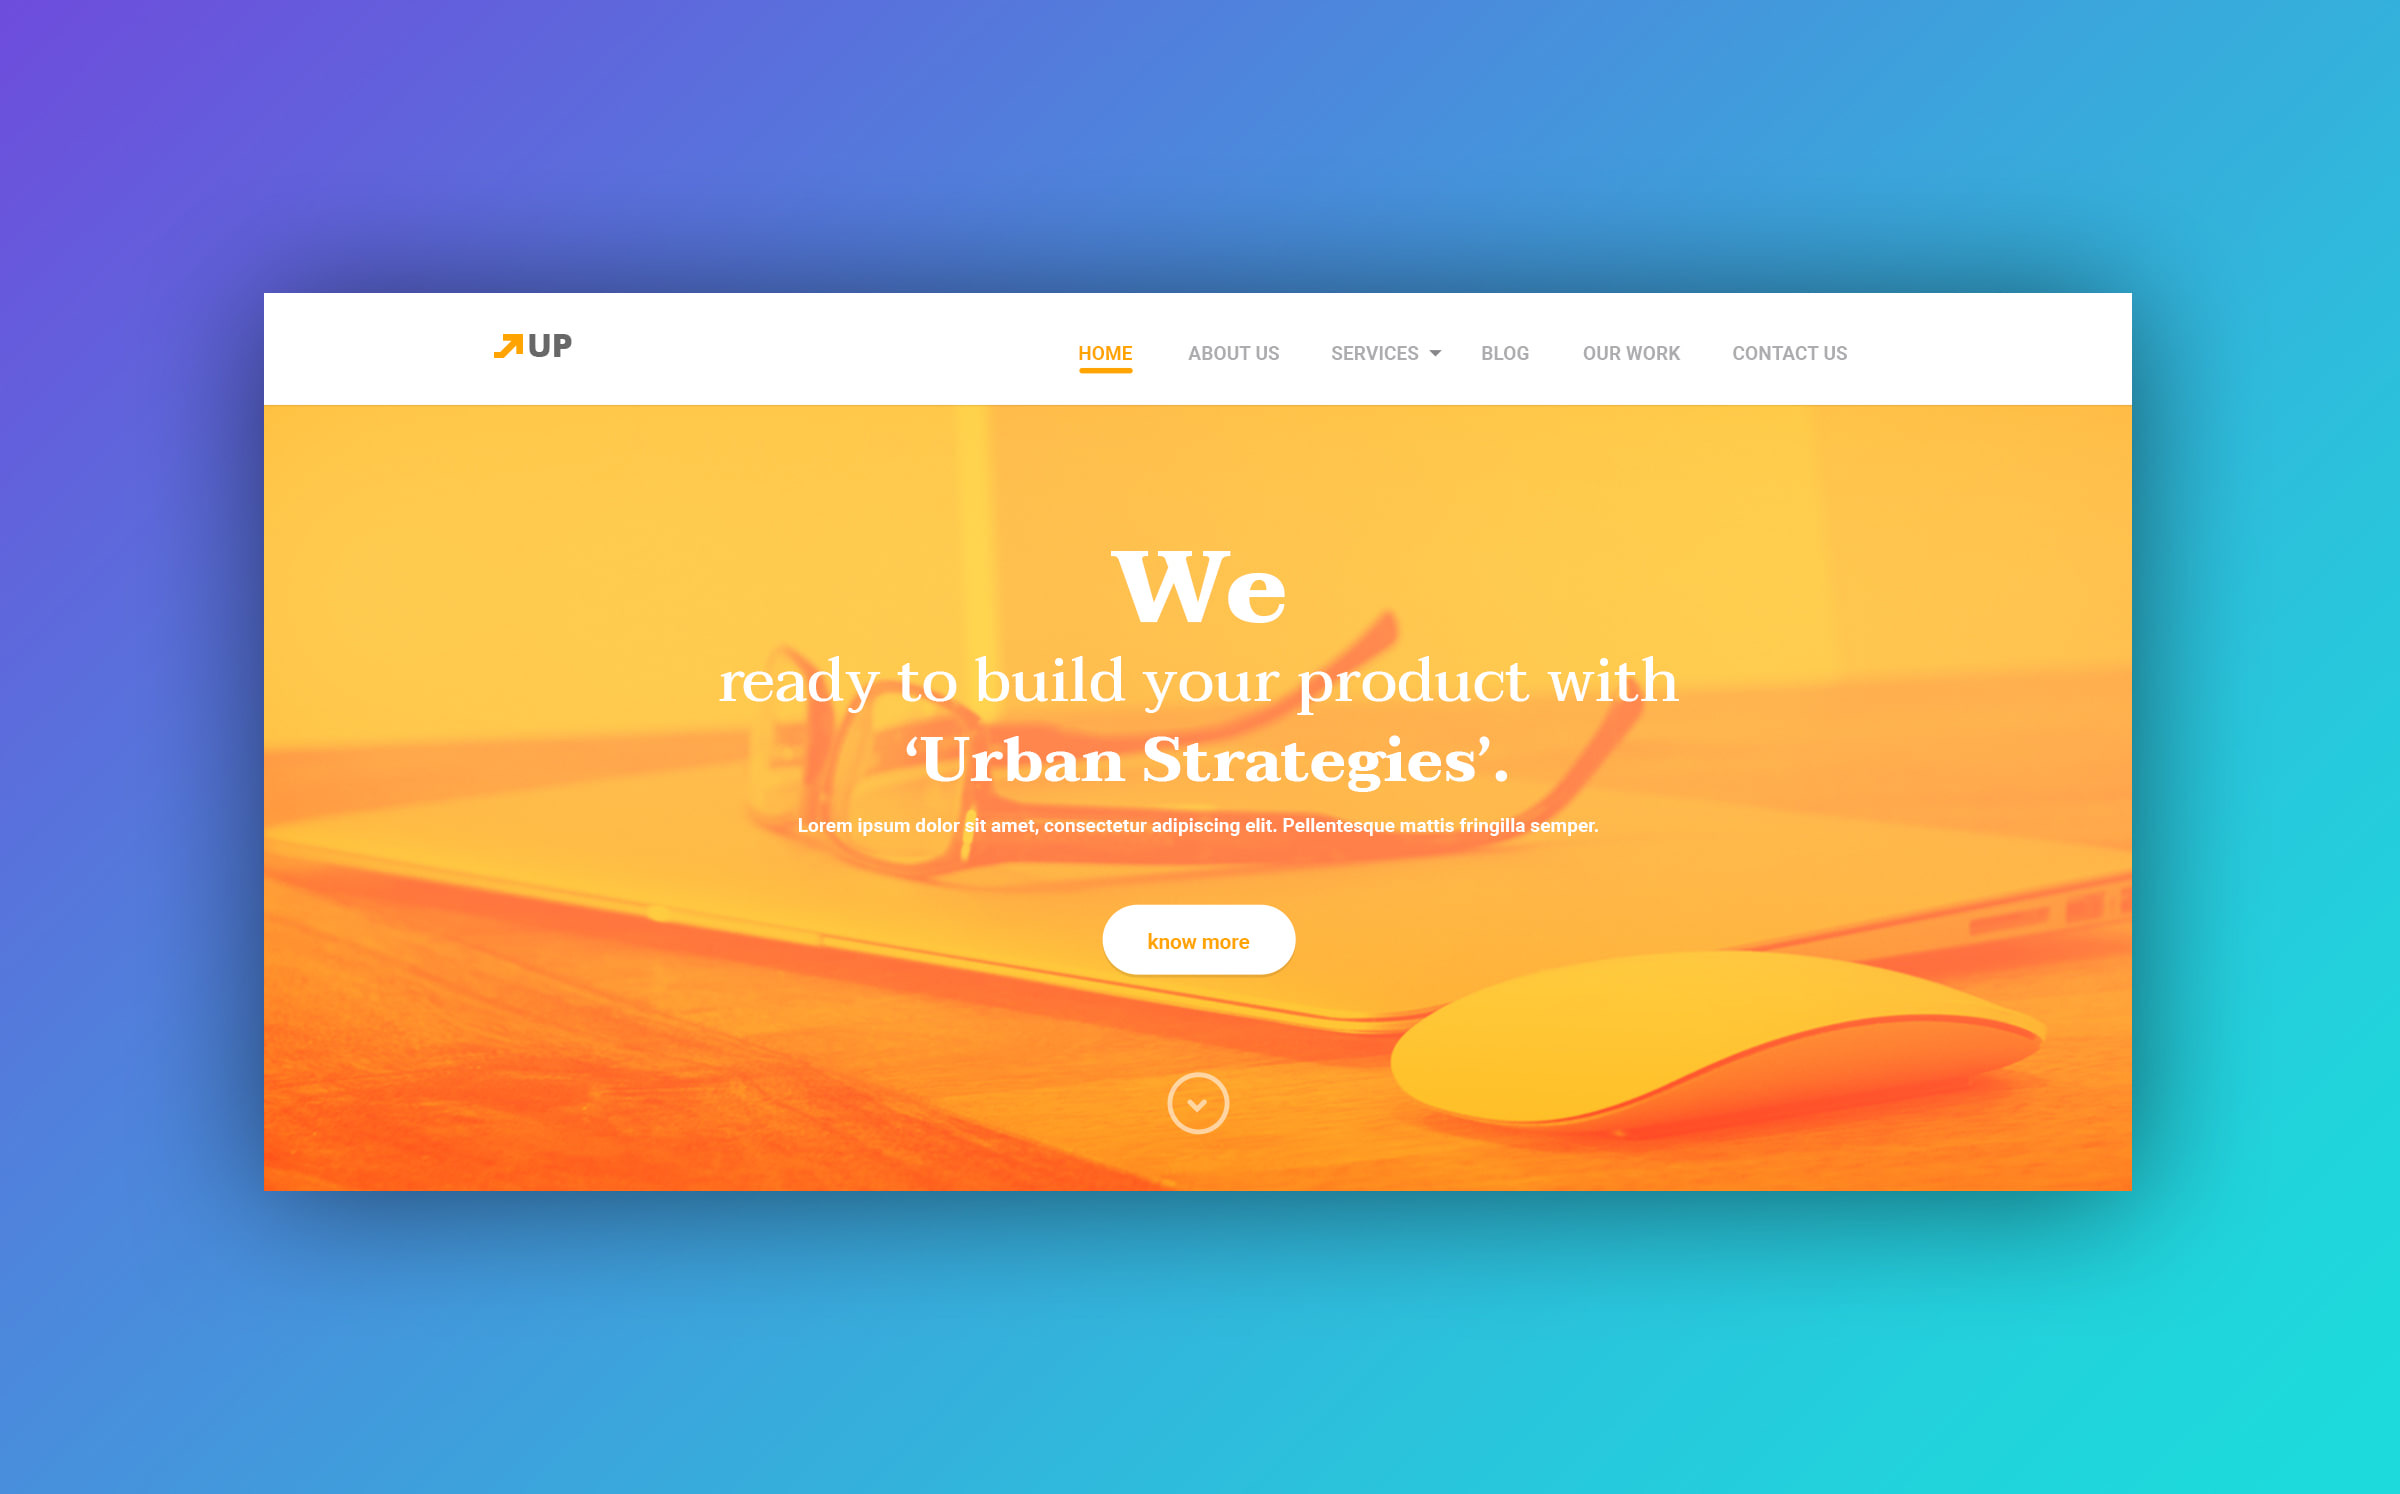 UP
HOME ABOUT US SERVICES BLOG OUR WORK CONTACT US
We
ready to build your product with
‘Urban Strategies’.
Lorem ipsum dolor sit amet, consectetur adipiscing elit. Pellentesque mattis fringilla semper.
know more